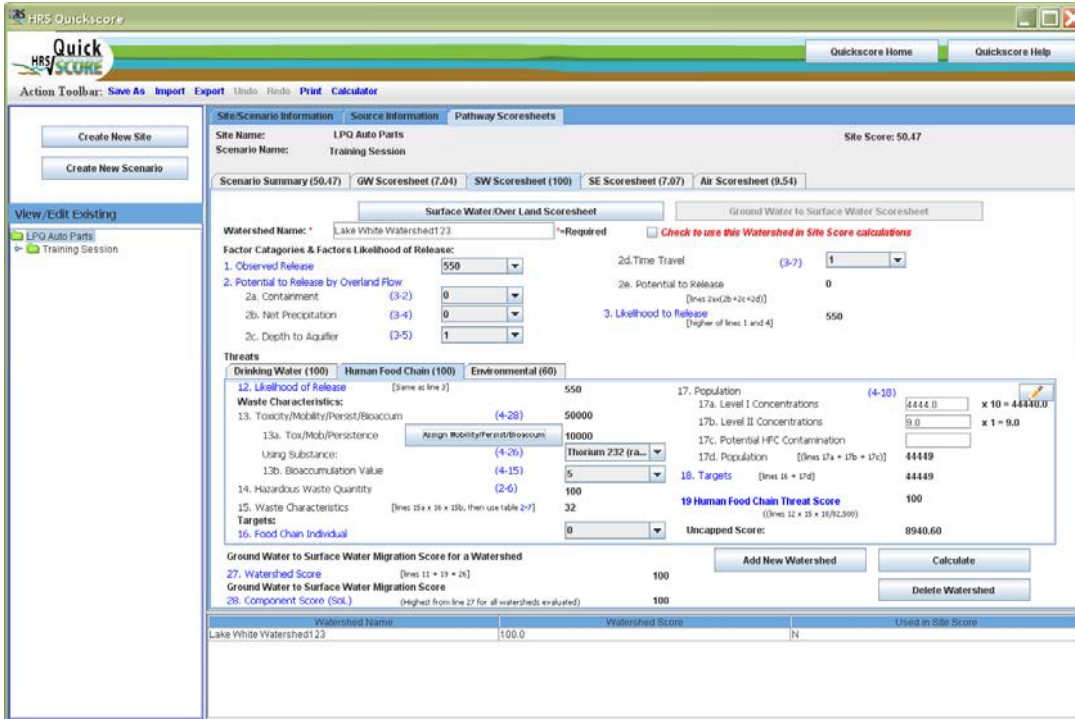 HRS Quickscore
HRS Quick SCORE
Quickscore Home Quickscore Help
Action Toolbar: Save As Import Export Undo Redo Print Calculator
Create New Site
Create New Scenario
View/Edit Existing
LPQ Auto Parts
Training Session
Site/Scenario Information Source Information Pathway Scoresheets
Site Name: LPQ Auto Parts Site Score: 50.47
Scenario Name: Training Session
Scenario Summary (50.47) GW Scoresheet (7.04) SW Scoresheet (100) SE Scoresheet (7.07) Air Scoresheet (9.54)
Surface Water/Over Land Scoresheet Ground Water to Surface Water Scoresheet
Watershed Name: * Lake White Watershed123 *=Required Check to use this Watershed in Site Score calculations
Factor Catagories & Factors Likelihood of Release:
1. Observed Release 550 2d.Time Travel (3-7) 1
2. Potential to Release by Overland Flow 2e. Potential to Release 0
2a. Containment (3-2) 0 [lines 2ax(2b+2c+2d)]
2b. Net Precipitation (3-4) 0 3. Likelihood to Release 550
[higher of lines 1 and 4]
2c. Depth to Aquifier (3-5) 1
Threats
Drinking Water (100) Human Food Chain (100) Environmental (60)
12. Likelihood of Release [Same as line 3] 550 17. Population (4-18)
Waste Characteristics: 17a. Level I Concentrations 4444.0 x 10 = 44440.0
13. Toxicity/Mobility/Persist/Bioaccum (4-28) 50000 17b. Level II Concentrations 9.0 x 1 = 9.0
13a. Tox/Mob/Persistence Assign Mobility/Persist/Bioaccum 10000 17c. Potential HFC Contamination
Using Substance: (4-26) Thorium 232 (ra... 17d. Population [(lines 17a + 17b + 17c)] 44449
13b. Bioaccumulation Value (4-15) 5 18. Targets [lines 16 + 17d] 44449
14. Hazardous Waste Quantity (2-6) 100 19 Human Food Chain Threat Score 100
15. Waste Characteristics [lines 15a x 16 x 15b, then use table 2-7] 32 ((lines 12 x 15 x 18/82,500)
Targets:
16. Food Chain Individual 0 Uncapped Score: 8940.60
Ground Water to Surface Water Migration Score for a Watershed Add New Watershed Calculate
27. Watershed Score [lines 11 + 19 + 26] 100
Ground Water to Surface Water Migration Score Delete Watershed
28. Component Score (SoL) (Highest from line 27 for all watersheds evaluated) 100
Watershed Name Watershed Score Used in Site Score
Lake White Watershed123 100.0 N